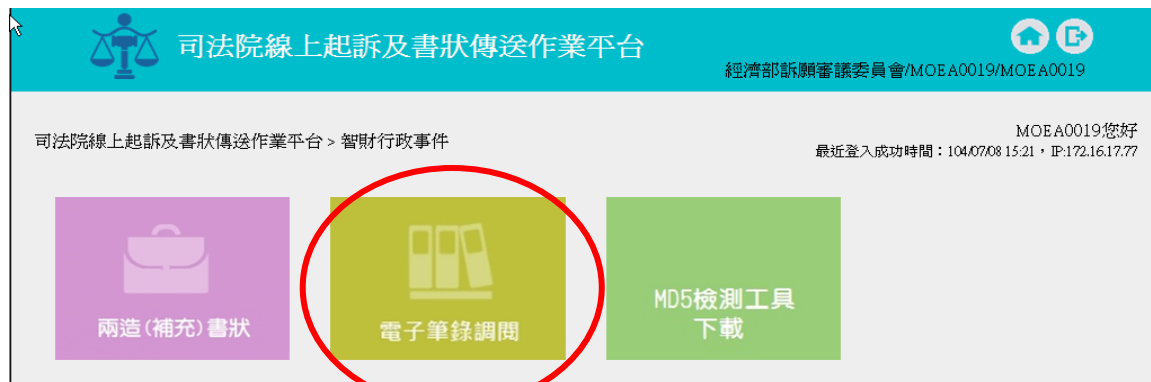 司法院線上起訴及書狀傳送作業平台
經濟部訴願審議委員會/MOEA0019/MOEA0019
司法院線上起訴及書狀傳送作業平台 > 智財行政事件
MOEA0019您好
最近登入成功時間：104/07/08 15:21，IP:172.16.17.77
兩造(補充)書狀
電子筆錄調閱
MD5檢測工具
下載